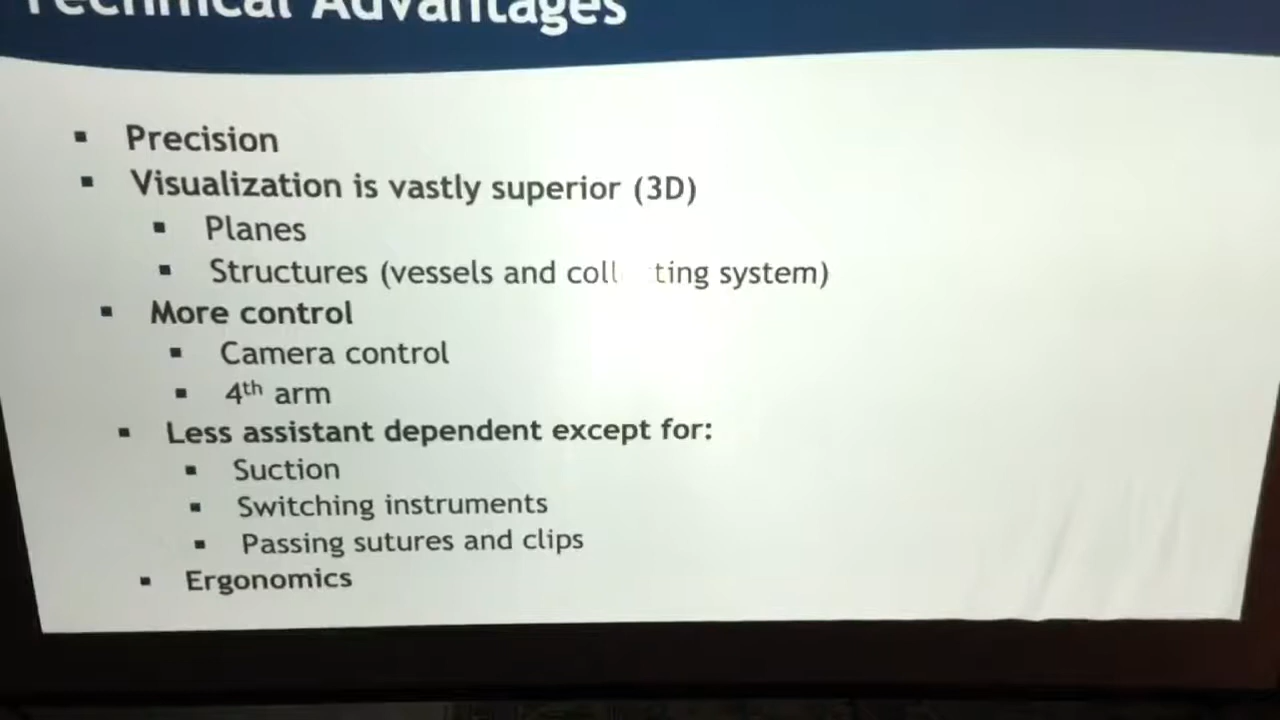 Technical Advantages
Precision
Visualization is vastly superior (3D)
Planes
Structures (vessels and system)
More control
Camera control
4th arm
Less assistant dependent except for:
Suction
Switching instruments
Passing sutures and clips
Ergonomics